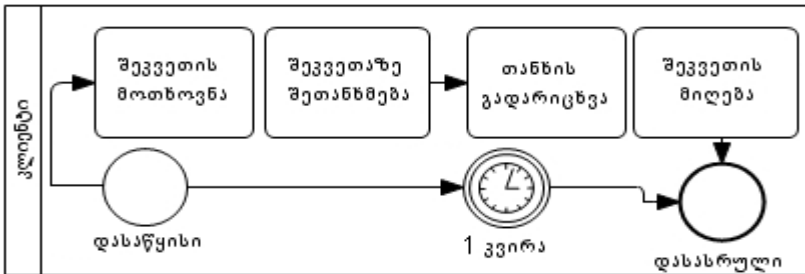 კლიენტი
შეკვეთის
მოთხოვნა
შეკვეთაზე
შეთანხმება
თანხის
გადარიცხვა
შეკვეთის
მიღება
დასაწყისი
1 კვირა
დასასრული